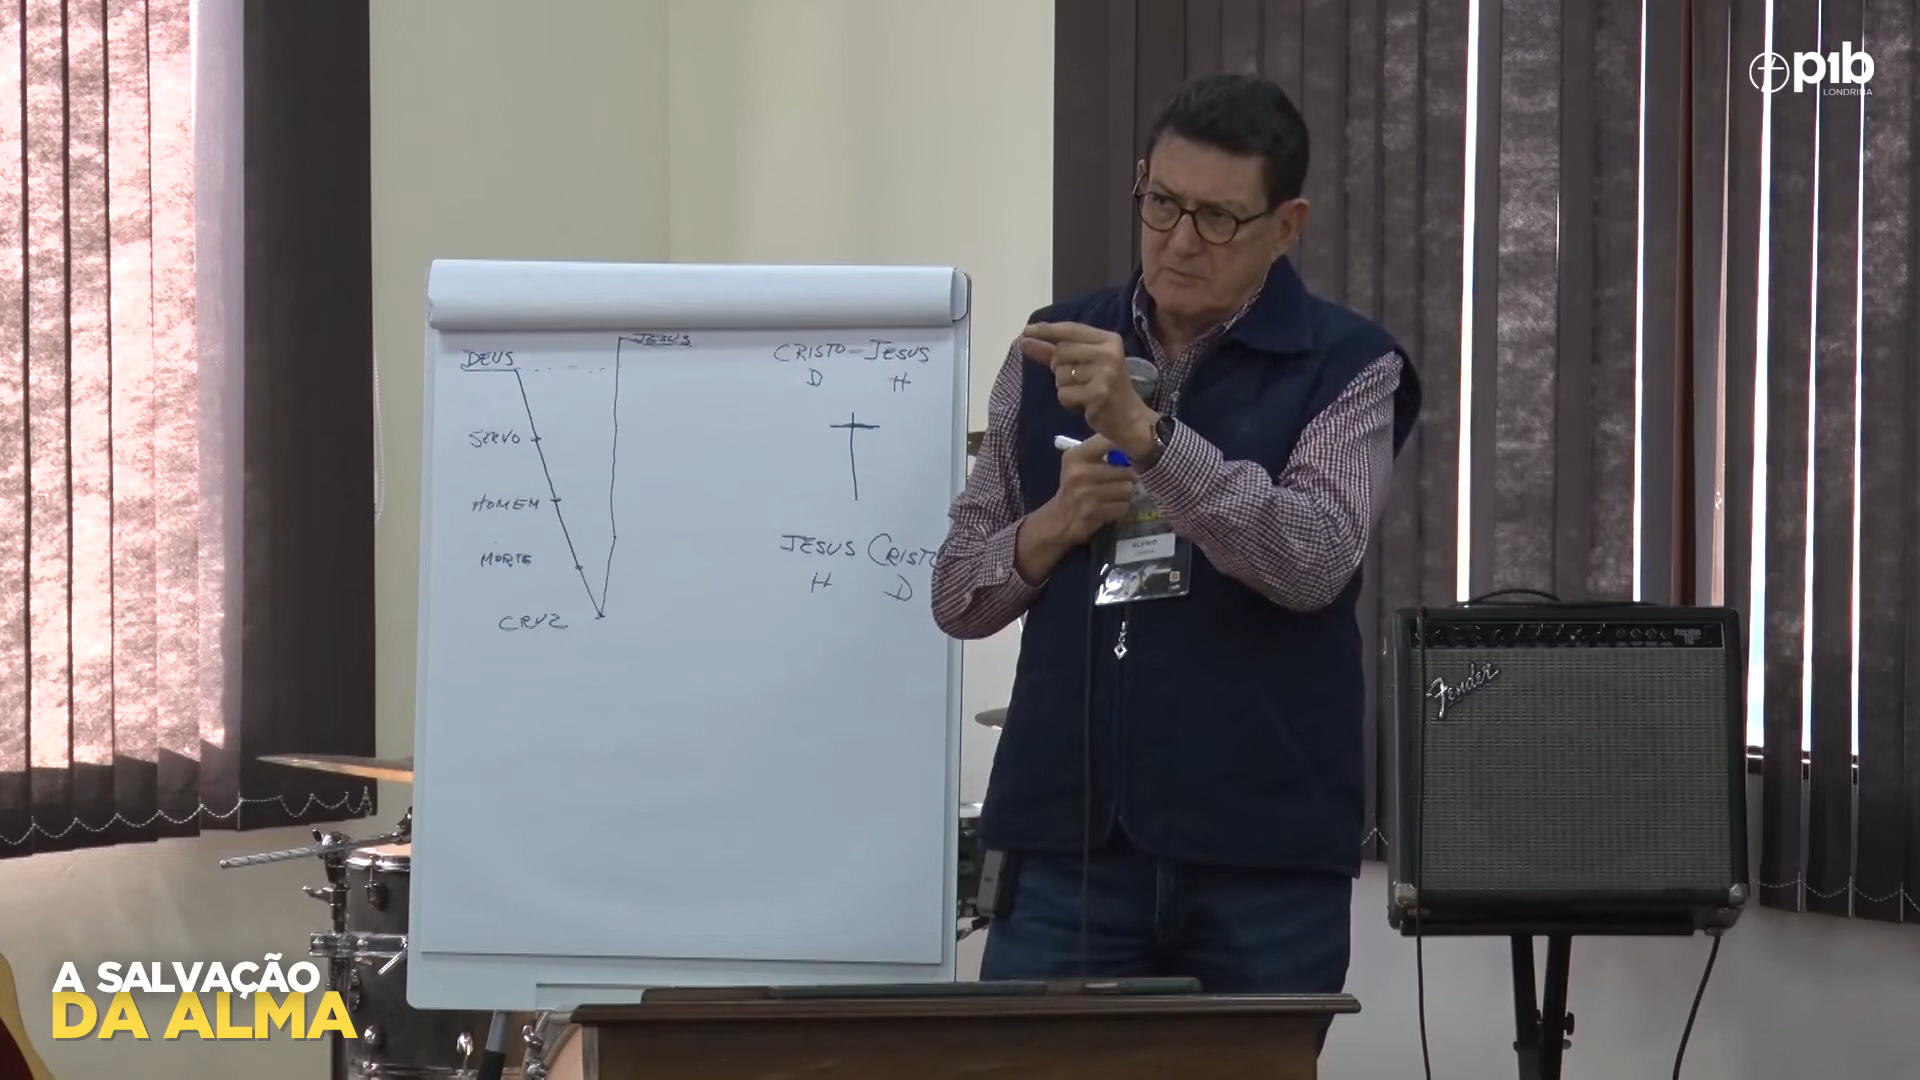 pib
LONDRINA
DEUS
JESUS
SERVO
HOMEM
MORTE
CRUZ
CRISTO = JESUS
D H
JESUS CRISTO
H D
Fender
A SALVAÇÃO
DA ALMA